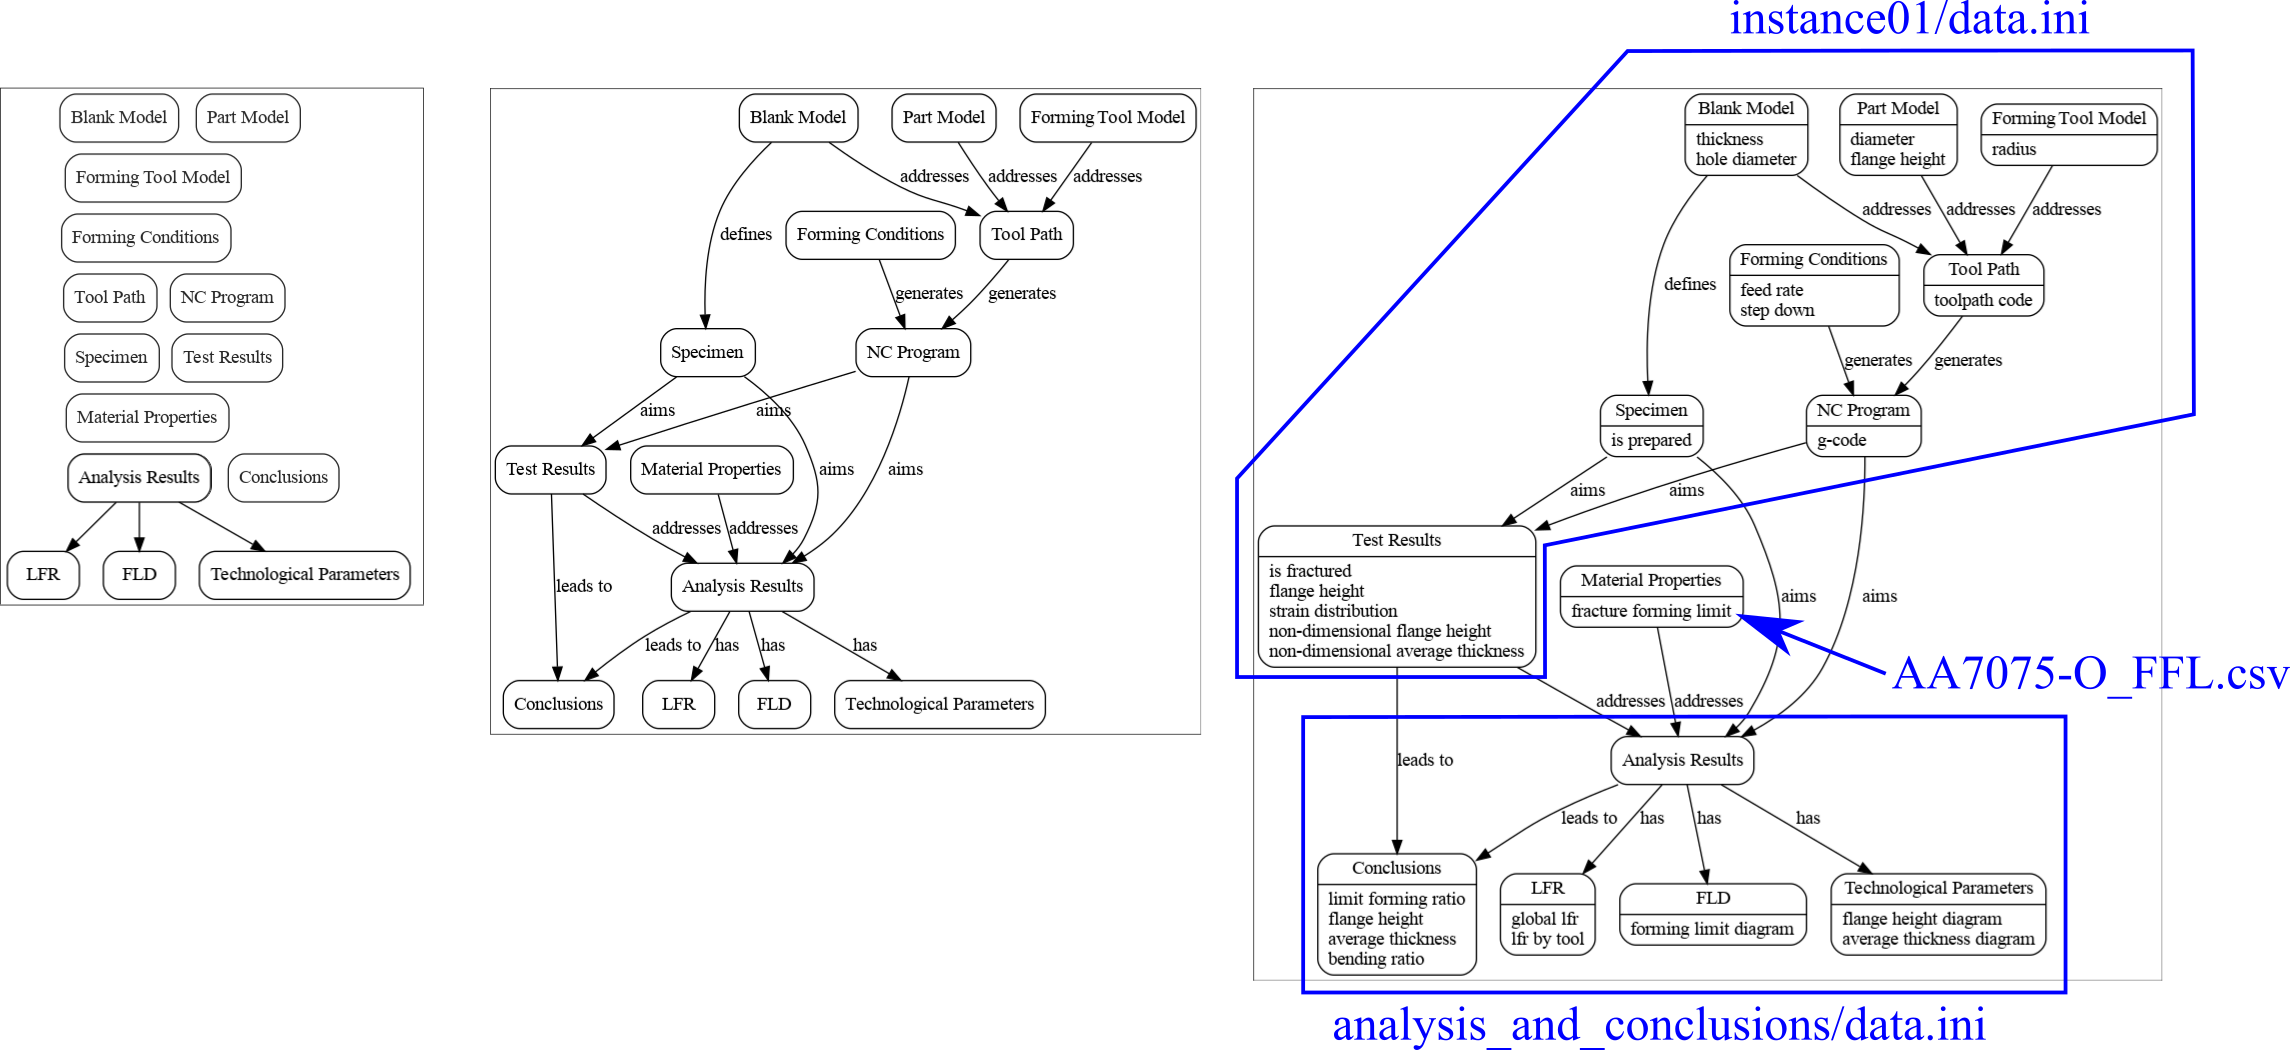 instance01/data.ini
Blank Model
Part Model
Forming Tool Model
Forming Conditions
Tool Path
NC Program
Specimen
Test Results
Material Properties
Analysis Results
Conclusions
LFR
FLD
Technological Parameters
Blank Model
Part Model
Forming Tool Model
addresses
addresses
addresses
defines
Forming Conditions
Tool Path
generates
generates
Specimen
NC Program
aims
aims
Test Results
Material Properties
aims
aims
addresses
addresses
leads to
Analysis Results
leads to
has
has
has
Conclusions
LFR
FLD
Technological Parameters
Blank Model
thickness
hole diameter
Part Model
diameter
flange height
Forming Tool Model
radius
addresses
addresses
addresses
defines
Forming Conditions
feed rate
step down
Tool Path
toolpath code
generates
generates
Specimen
is prepared
NC Program
g-code
aims
aims
Test Results
is fractured
flange height
strain distribution
non-dimensional flange height
non-dimensional average thickness
Material Properties
fracture forming limit
aims
aims
AA7075-O_FFL.csv
addresses
addresses
leads to
Analysis Results
leads to
has
has
has
Conclusions
limit forming ratio
flange height
average thickness
bending ratio
LFR
global lfr
lfr by tool
FLD
forming limit diagram
Technological Parameters
flange height diagram
average thickness diagram
analysis_and_conclusions/data.ini